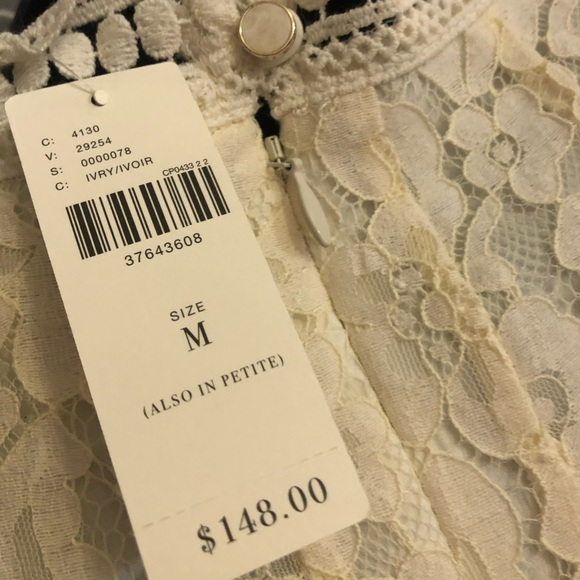 C: 4130
V: 29254
S: 0000078
C: IVRY/IVOIR
CP0433 2.2
37643608
SIZE
M
(ALSO IN PETITE)
$148.00